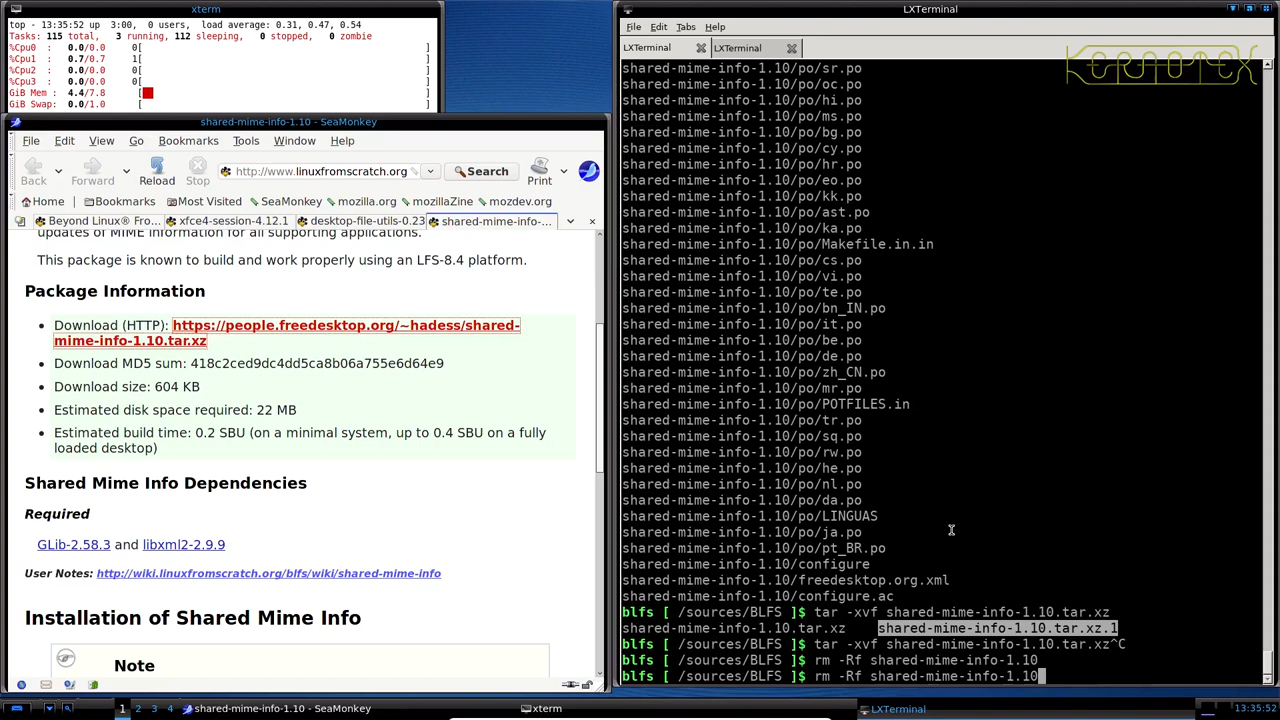 xterm
top - 13:35:52 up  3:00, 0 users,  load average: 0.31, 0.47, 0.54
Tasks: 115 total,   3 running, 112 sleeping,   0 stopped,   0 zombie
%Cpu0  :   0.0/0.0     0[          ]
%Cpu1  :   0.7/0.7     1[          ]
%Cpu2  :   0.0/0.0     0[          ]
%Cpu3  :   0.0/0.0     0[          ]
GiB Mem :  4.4/7.8      [          ]
GiB Swap:  0.0/1.0      [          ]
shared-mime-info-1.10 - SeaMonkey
File Edit View Go Bookmarks Tools Window Help
Back Forward Reload Stop http://www.linuxfromscratch.org Search Print
Home Bookmarks Most Visited SeaMonkey mozilla.org mozillaZine mozdev.org
Beyond Linux® Fro... xfce4-session-4.12.1 desktop-file-utils-0.23 shared-mime-info-...
updates of MIME information for all supporting applications.
This package is known to build and work properly using an LFS-8.4 platform.
Package Information
Download (HTTP): https://people.freedesktop.org/~hadess/shared-
mime-info-1.10.tar.xz
Download MD5 sum: 418c2ced9dc4dd5ca8b06a755e6d64e9
Download size: 604 KB
Estimated disk space required: 22 MB
Estimated build time: 0.2 SBU (on a minimal system, up to 0.4 SBU on a fully
loaded desktop)
Shared Mime Info Dependencies
Required
GLib-2.58.3 and libxml2-2.9.9
User Notes: http://wiki.linuxfromscratch.org/blfs/wiki/shared-mime-info
Installation of Shared Mime Info
Note
LXTerminal
File Edit Tabs Help
LXTerminal LXTerminal
shared-mime-info-1.10/po/sr.po
shared-mime-info-1.10/po/oc.po
shared-mime-info-1.10/po/hi.po
shared-mime-info-1.10/po/ms.po
shared-mime-info-1.10/po/bg.po
shared-mime-info-1.10/po/cy.po
shared-mime-info-1.10/po/hr.po
shared-mime-info-1.10/po/eo.po
shared-mime-info-1.10/po/kk.po
shared-mime-info-1.10/po/ast.po
shared-mime-info-1.10/po/ka.po
shared-mime-info-1.10/po/Makefile.in.in
shared-mime-info-1.10/po/cs.po
shared-mime-info-1.10/po/vi.po
shared-mime-info-1.10/po/te.po
shared-mime-info-1.10/po/bn_IN.po
shared-mime-info-1.10/po/it.po
shared-mime-info-1.10/po/be.po
shared-mime-info-1.10/po/de.po
shared-mime-info-1.10/po/zh_CN.po
shared-mime-info-1.10/po/mr.po
shared-mime-info-1.10/po/POTFILES.in
shared-mime-info-1.10/po/tr.po
shared-mime-info-1.10/po/sq.po
shared-mime-info-1.10/po/rw.po
shared-mime-info-1.10/po/he.po
shared-mime-info-1.10/po/nl.po
shared-mime-info-1.10/po/da.po
shared-mime-info-1.10/po/LINGUAS
shared-mime-info-1.10/po/ja.po
shared-mime-info-1.10/po/pt_BR.po
shared-mime-info-1.10/configure
shared-mime-info-1.10/freedesktop.org.xml
shared-mime-info-1.10/configure.ac
blfs [ /sources/BLFS ]$ tar -xvf shared-mime-info-1.10.tar.xz
shared-mime-info-1.10.tar.xz    shared-mime-info-1.10.tar.xz.1
blfs [ /sources/BLFS ]$ tar -xvf shared-mime-info-1.10.tar.xz^C
blfs [ /sources/BLFS ]$ rm -Rf shared-mime-info-1.10
blfs [ /sources/BLFS ]$ rm -Rf shared-mime-info-1.10
1 2 3 4 shared-mime-info-1.10 - SeaMonkey xterm LXTerminal 13:35:52